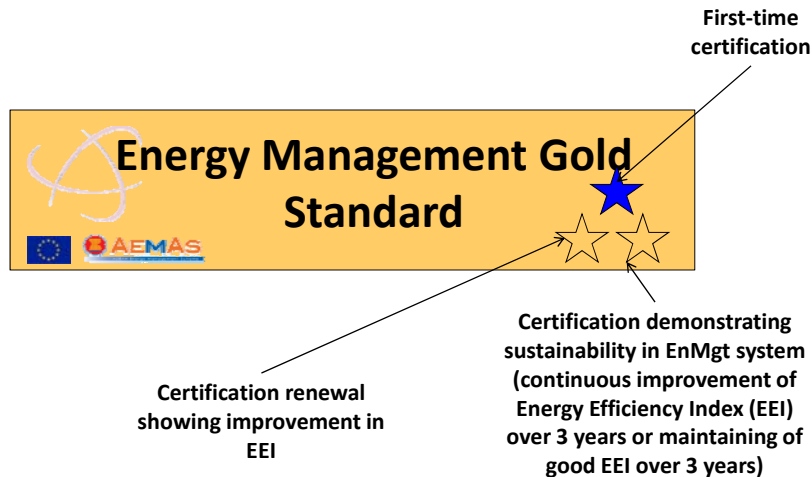 First-time
certification
Energy Management Gold
Standard
AEMAS
Certification renewal
showing improvement in
EEI
Certification demonstrating
sustainability in EnMgt system
(continuous improvement of
Energy Efficiency Index (EEI)
over 3 years or maintaining of
good EEI over 3 years)